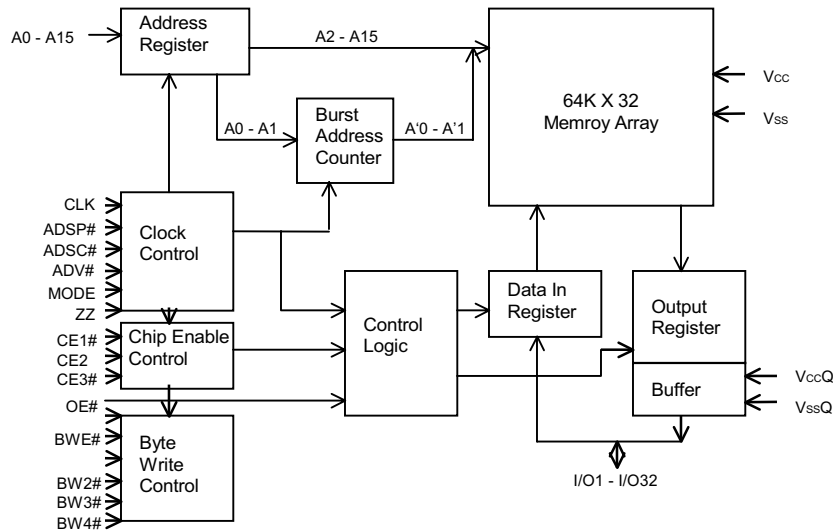 Address
Register
A0 - A15
A2 - A15
64K X 32
Memroy Array
VCC
VSS
A0 - A1
Burst
Address
Counter
A'0 - A'1
CLK
ADSP#
ADSC#
ADV#
MODE
ZZ
Clock
Control
CE1#
CE2
CE3#
Chip Enable
Control
Control
Logic
Data In
Register
Output
Register
Buffer
VCCQ
VSSQ
OE#
BWE#
BW2#
BW3#
BW4#
Byte
Write
Control
I/O1 - I/O32